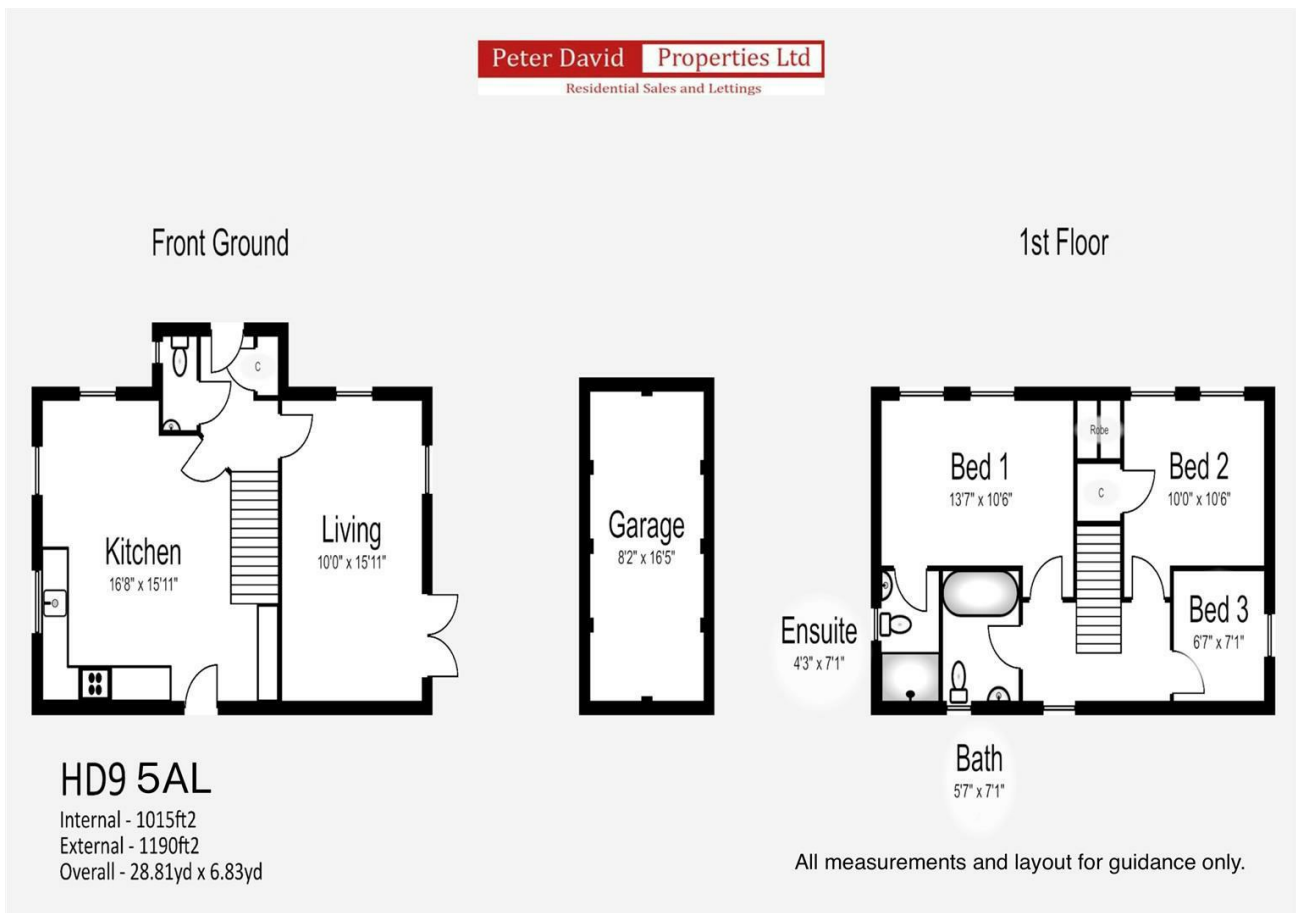 Peter David Properties Ltd
Residential Sales and Lettings
Front Ground
1st Floor
C
Kitchen
16'8" x 15'11"
Living
10'0" x 15'11"
Garage
8'2" x 16'5"
Robe
Bed 1
13'7" x 10'6"
Bed 2
10'0" x 10'6"
C
Ensuite
4'3" x 7'1"
Bed 3
6'7" x 7'1"
Bath
5'7" x 7'1"
HD9 5AL
Internal - 1015ft2
External - 1190ft2
Overall - 28.81yd x 6.83yd
All measurements and layout for guidance only.